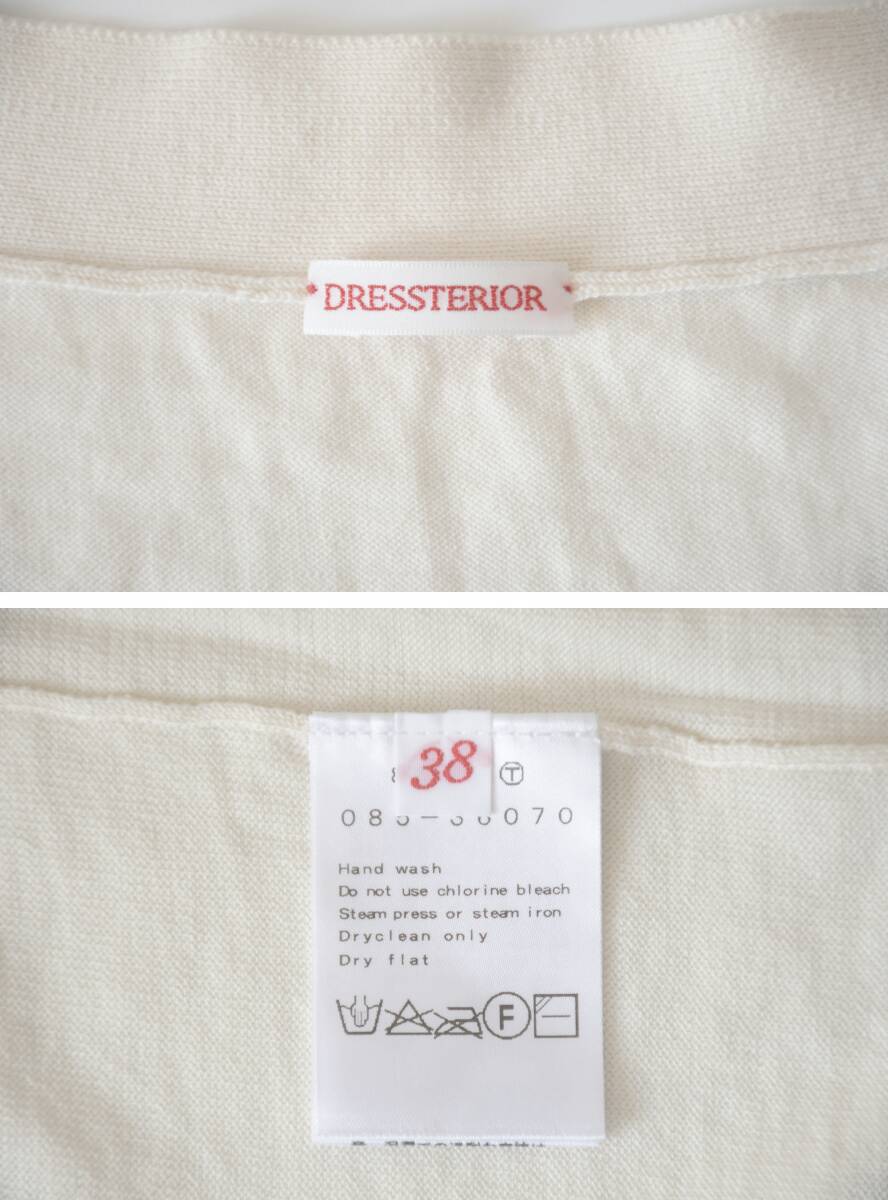 DRESSTERIOR
38
T
Hand wash
Do not use chlorine bleach
Steam press or steam iron
Dryclean only
Dry flat
F